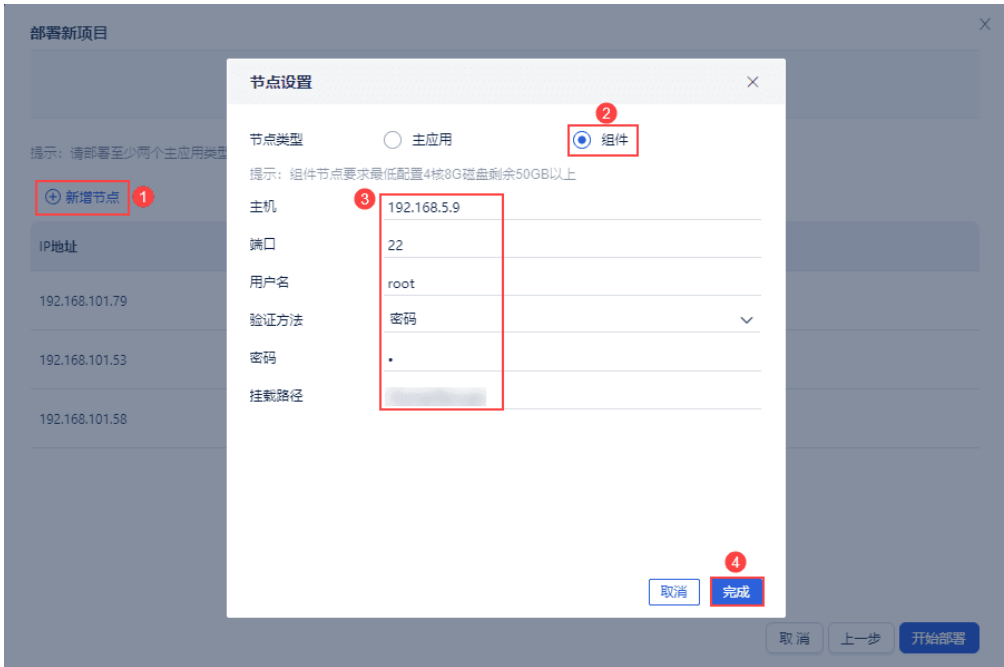 部署新项目
节点设置
2
节点类型 主应用 组件
提示：请部署至少两个主应用类型
提示：组件节点要求最低配置4核8G磁盘剩余50GB以上
新增节点 1
3
主机 192.168.5.9
端口 22
IP地址
用户名 root
192.168.101.79
验证方法 密码
密码 •
192.168.101.53
挂载路径
192.168.101.58
4
取消 完成
取消 上一步 开始部署